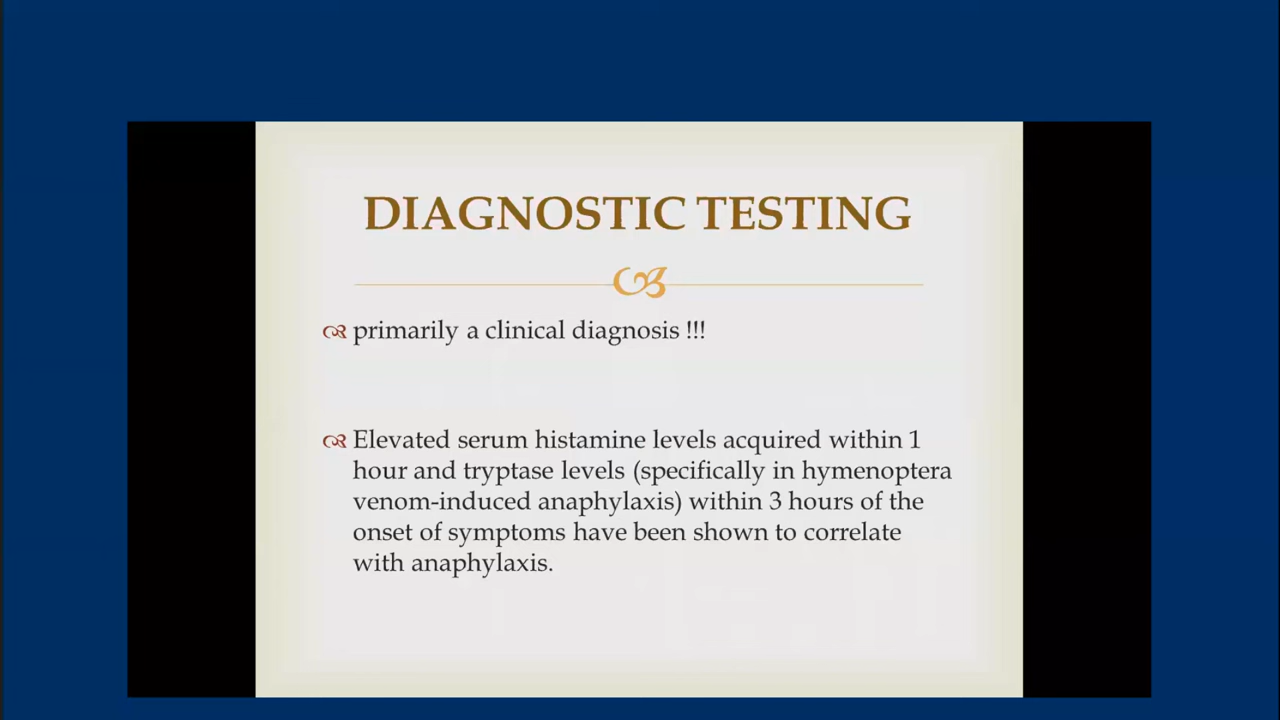 DIAGNOSTIC TESTING
primarily a clinical diagnosis !!!
Elevated serum histamine levels acquired within 1
hour and tryptase levels (specifically in hymenoptera
venom-induced anaphylaxis) within 3 hours of the
onset of symptoms have been shown to correlate
with anaphylaxis.